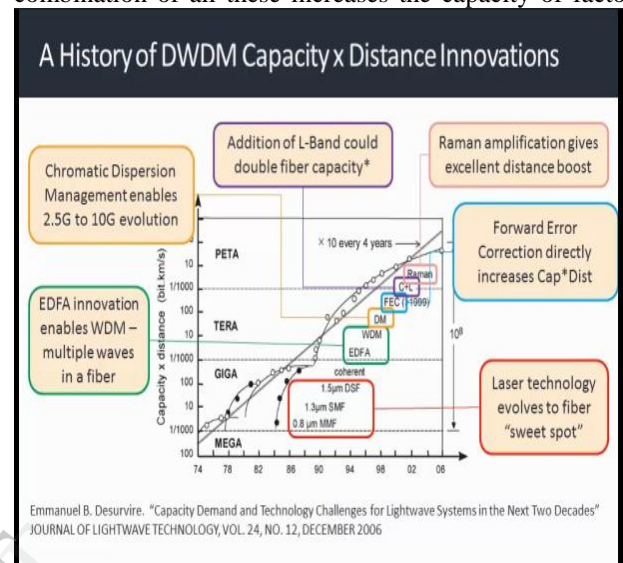 combination of all these increases the capacity of factor
A History of DWDM Capacity x Distance Innovations
Addition of L-Band could
double fiber capacity*
Raman amplification gives
excellent distance boost
Chromatic Dispersion
Management enables
2.5G to 10G evolution
Forward Error
Correction directly
increases Cap*Dist
EDFA innovation
enables WDM –
multiple waves
in a fiber
Laser technology
evolves to fiber
"sweet spot"
Capacity x distance (bit.km/s)
PETA
10
1/1000
100
TERA
10
1/1000
GIGA
100
10
1/1000
MEGA
100
x 10 every 4 years
Raman
C+L
FEC (~1999)
DM
WDM
EDFA
coherent
1.5µm DSF
1.3µm SMF
0.8 µm MMF
10⁸
74 78 82 86 90 94 98 02 06
Emmanuel B. Desurvire. "Capacity Demand and Technology Challenges for Lightwave Systems in the Next Two Decades"
JOURNAL OF LIGHTWAVE TECHNOLOGY, VOL. 24, NO. 12, DECEMBER 2006